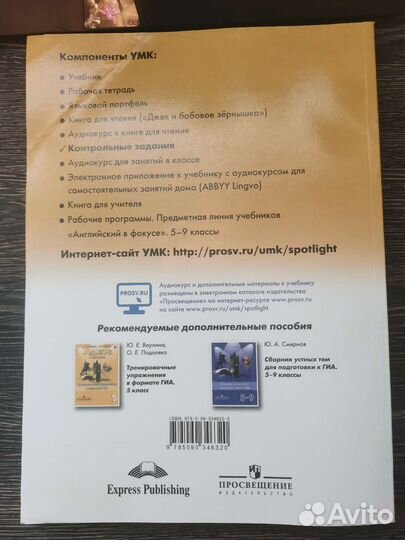 Компоненты УМК:
• Учебник
• Рабочая тетрадь
• Языковой портфель
• Книга для чтения («Джек и бобовое зёрнышко»)
• Аудиокурс к книге для чтения
✓ Контрольные задания
• Аудиокурс для занятий в классе
• Электронное приложение к учебнику с аудиокурсом для
самостоятельных занятий дома (ABBYY Lingvo)
• Книга для учителя
• Рабочие программы. Предметная линия учебников
«Английский в фокусе». 5–9 классы
Интернет-сайт УМК: http://prosv.ru/umk/spotlight
PROSV.RU
Аудиокурс и дополнительные материалы к учебнику
размещены в электронном каталоге издательства
«Просвещение» на интернет-ресурсе www.prosv.ru
на сайте www.prosv.ru/umk/spotlight
Рекомендуемые дополнительные пособия
Ю. Е. Ваулина,
О. Е. Подоляко
Тренировочные
упражнения
в формате ГИА.
5 класс
5
Ю. А. Смирнов
Сборник устных тем
для подготовки к ГИА.
5–9 классы
5-9
ISBN 978-5-09-034632-0
9 785090 346320
Express Publishing
ПРОСВЕЩЕНИЕ
ИЗДАТЕЛЬСТВО
Avito